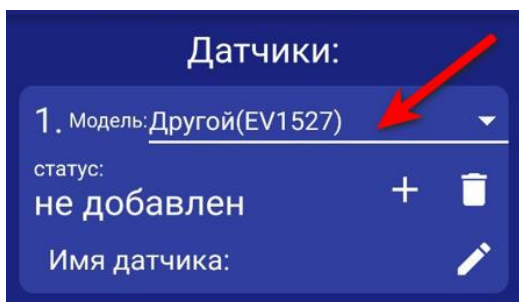 Датчики:
1. Модель: Другой(EV1527)
статус:
не добавлен
Имя датчика: